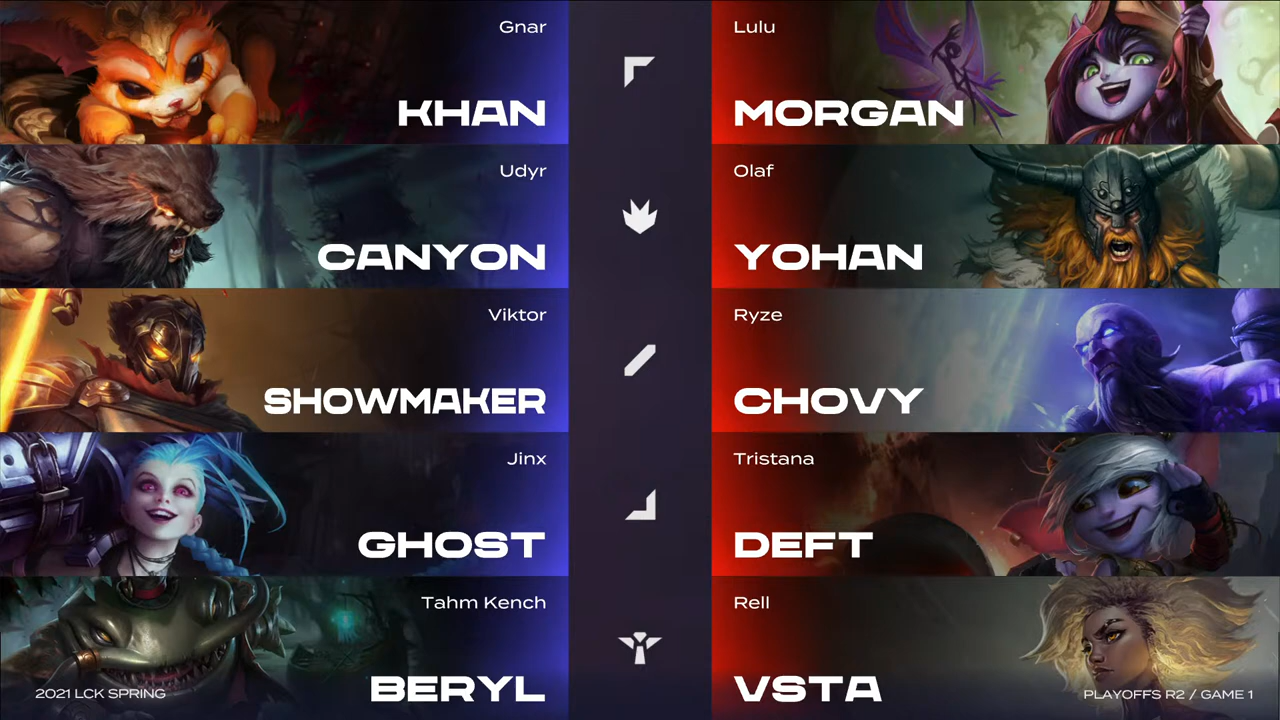 Gnar
KHAN
Lulu
MORGAN
Udyr
CANYON
Olaf
YOHAN
Viktor
SHOWMAKER
Ryze
CHOVY
Jinx
GHOST
Tristana
DEFT
Tahm Kench
BERYL
Rell
VSTA
2021 LCK SPRING
PLAYOFFS R2 / GAME 1